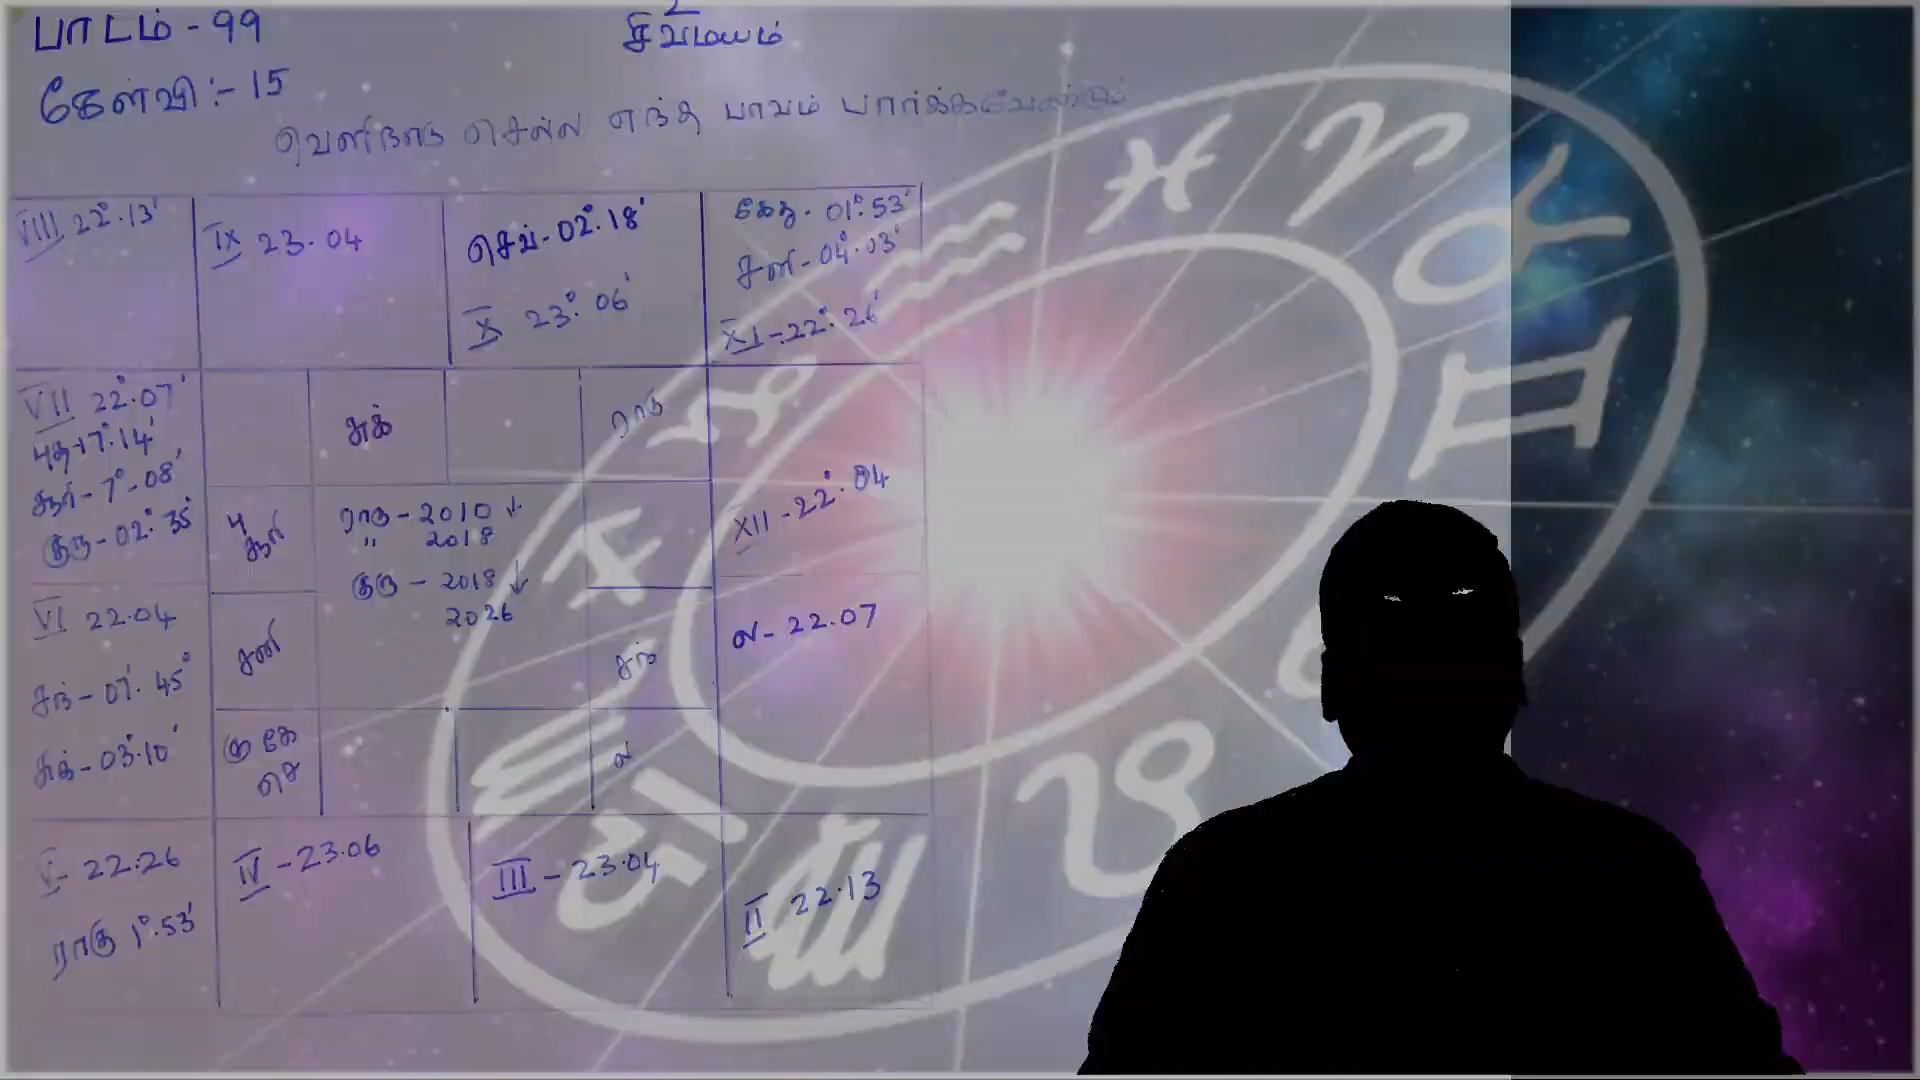 பாடம் - 99
உ
சிவமயம்
கேள்வி :- 15
வெளிநாடு செல்ல எந்த பாவம் பார்க்கவேண்டும்
VIII 22°.13'
IX 23.04
செவ்-02°.18'
X 23°.06'
கேது. 01°.53'
சனி-04°.03'
XI-22°.26'
VII 22°.07'
புத-17°.14'
சூரி-7°-08'
குரு-02°.35'
சுக்
ராகு
XII-22°.04
பு
சூரி
ராகு-2010 ↓
" 2018
குரு-2018 ↓
2026
VI 22.04
சந்-07.45°
சுக்-03°.10'
சனி
சந்
ல-22.07
கு கே
செ
ல
V-22.26
ராகு 1°.53'
IV-23.06
III-23.04
II 22.13